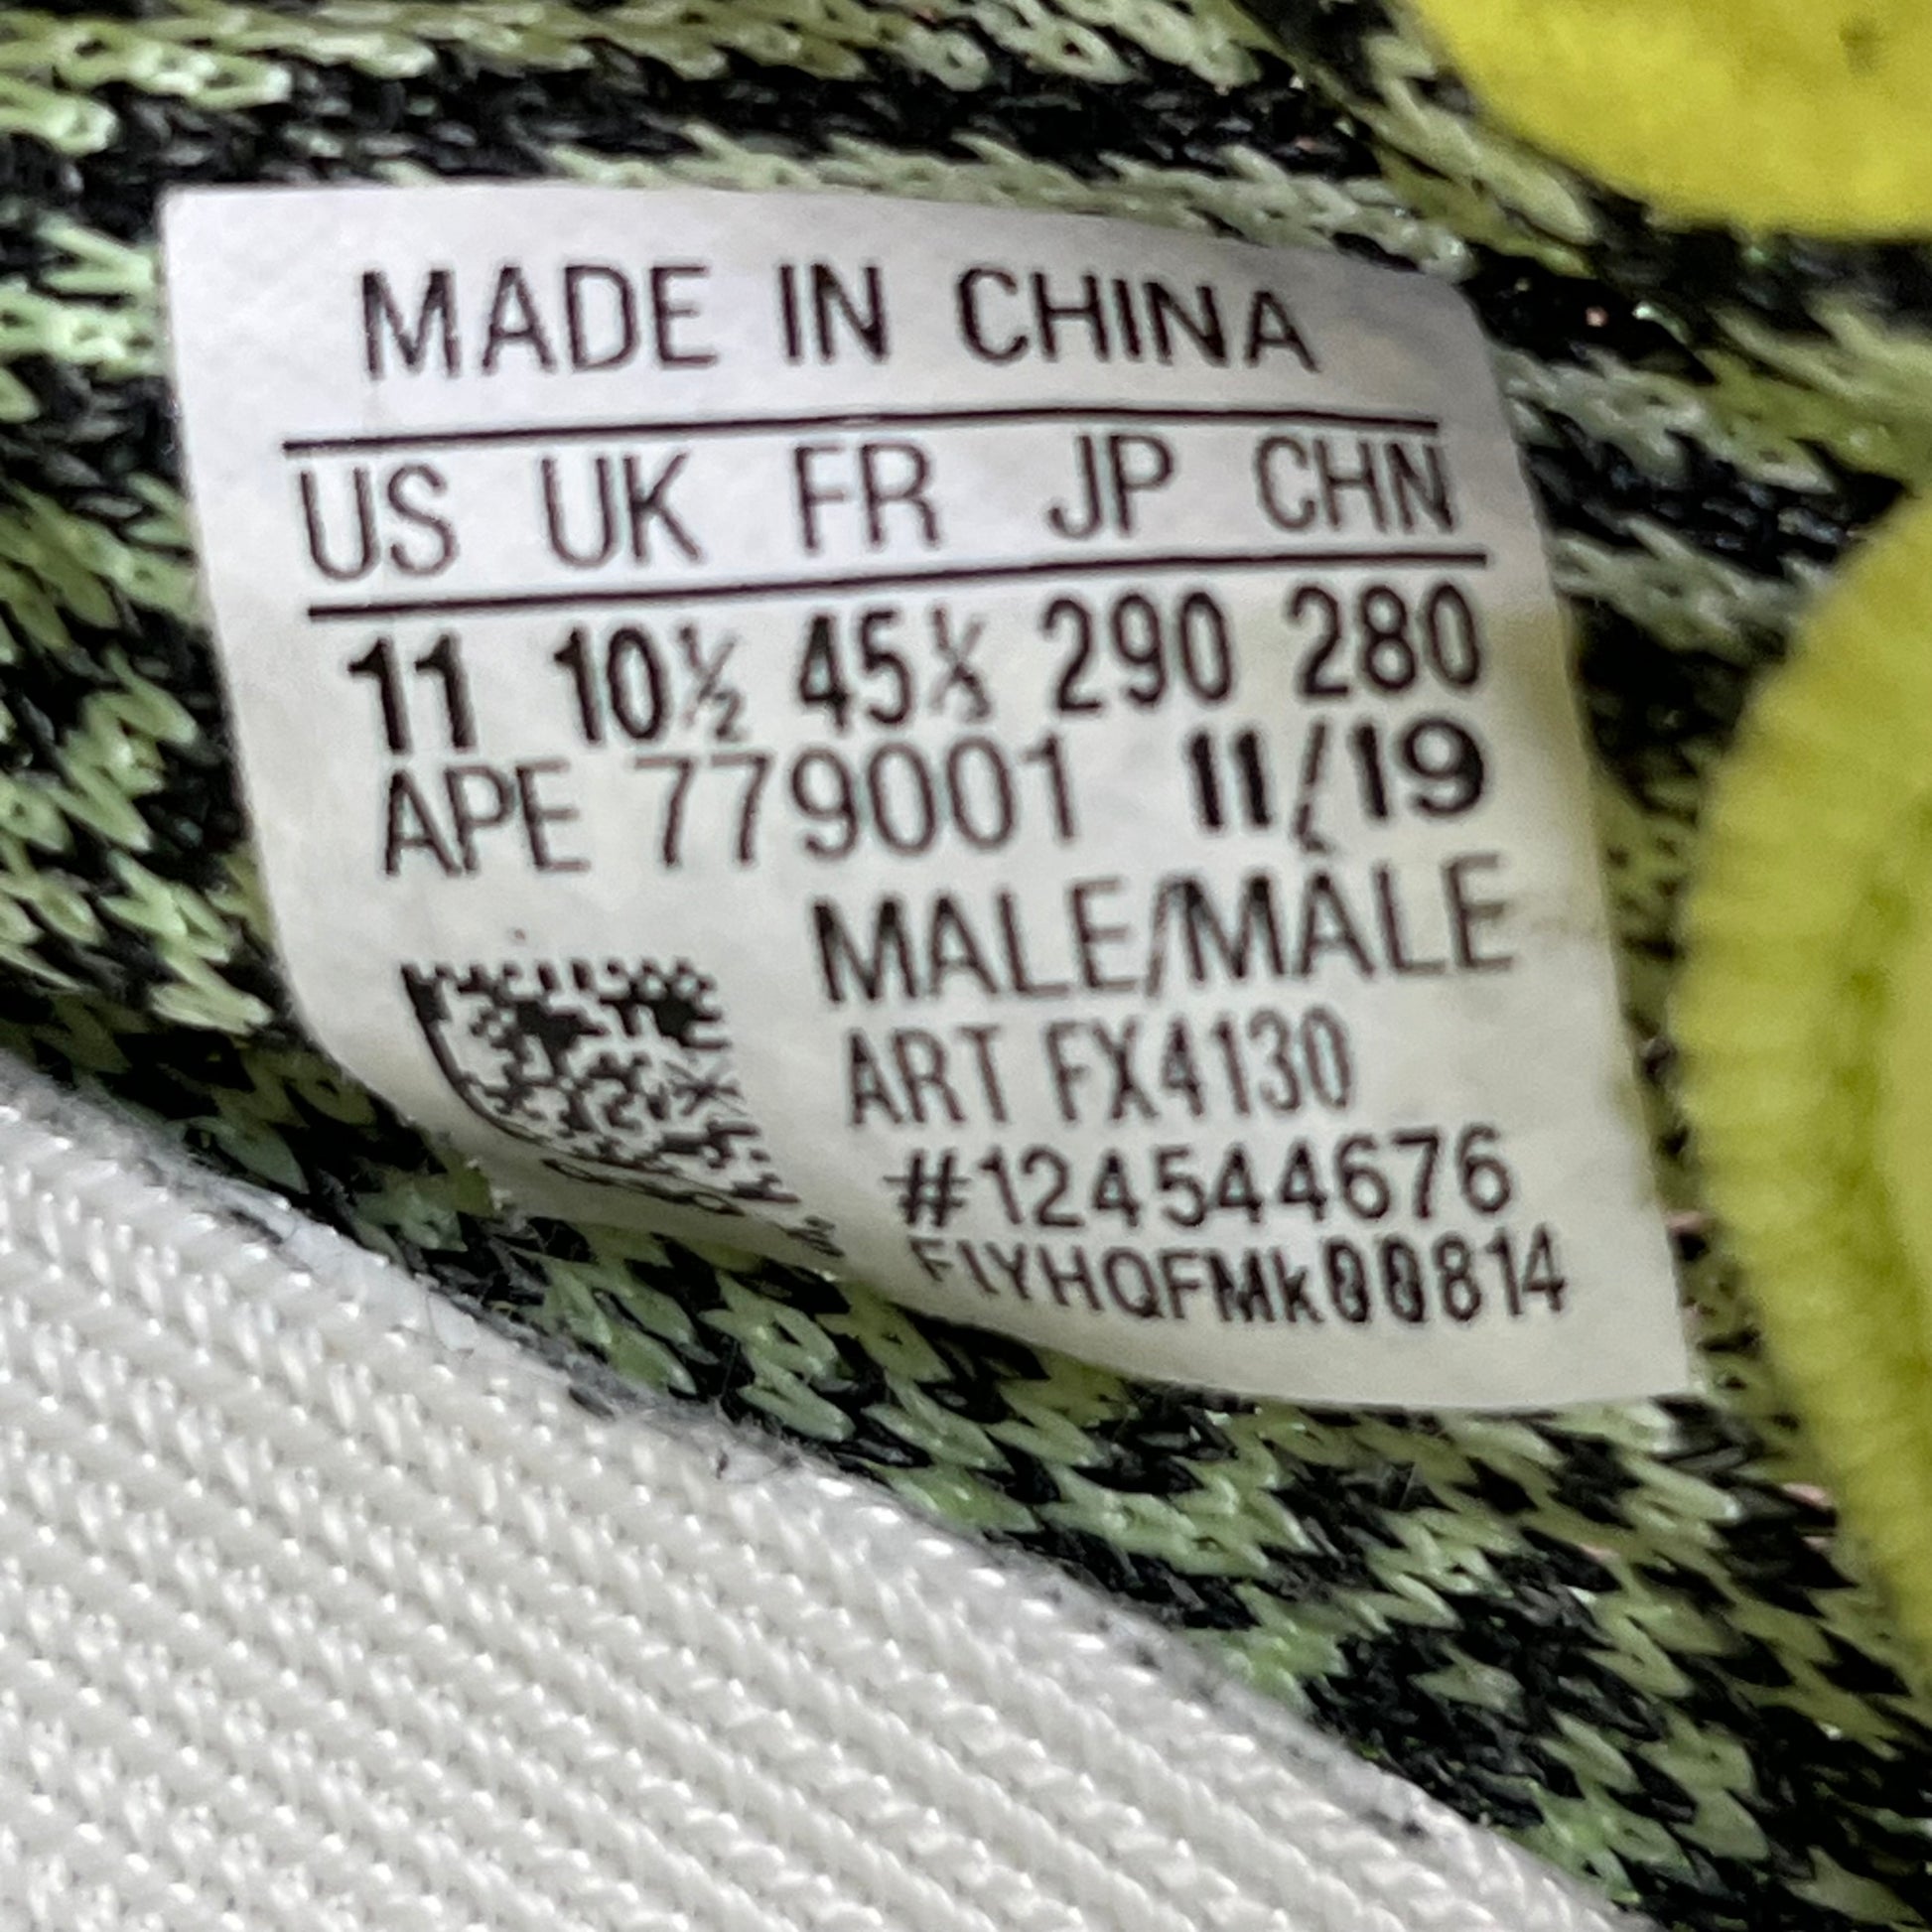 MADE IN CHINA
US UK FR JP CHN
11 10½ 45⅓ 290 280
APE 779001 11/19
MALE/MÂLE
ART FX4130
#124544676
F1YHQFMk00814